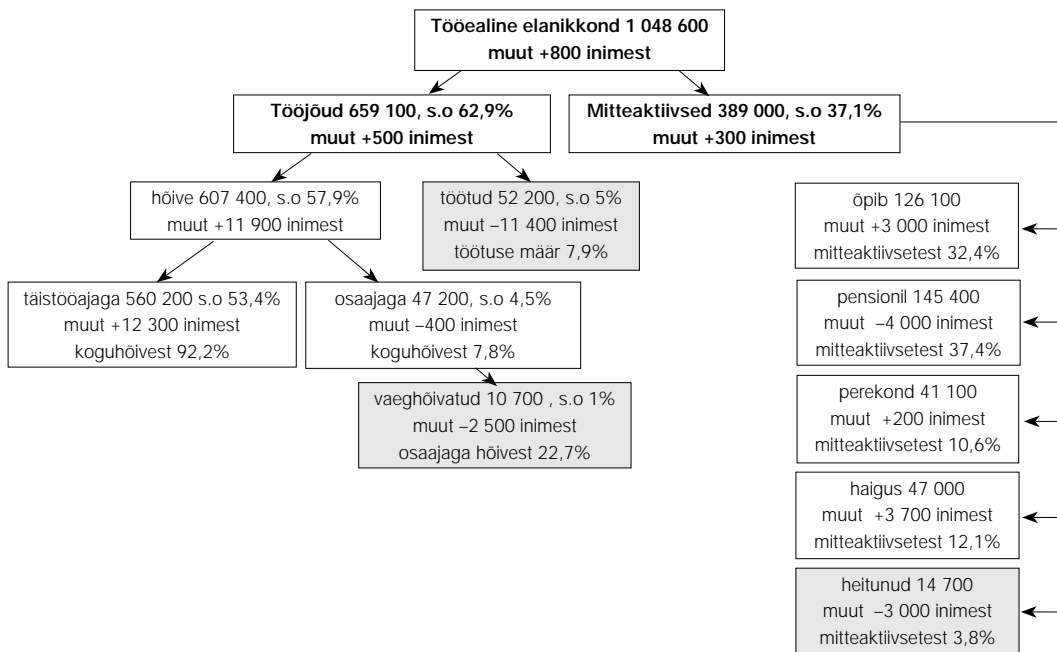 Tööealine elanikkond 1 048 600
muut +800 inimest
Tööjõud 659 100, s.o 62,9%
muut +500 inimest
Mitteaktiivsed 389 000, s.o 37,1%
muut +300 inimest
hõive 607 400, s.o 57,9%
muut +11 900 inimest
töötud 52 200, s.o 5%
muut –11 400 inimest
töötuse määr 7,9%
täistööajaga 560 200 s.o 53,4%
muut +12 300 inimest
koguhõivest 92,2%
osaajaga 47 200, s.o 4,5%
muut –400 inimest
koguhõivest 7,8%
vaeghõivatud 10 700 , s.o 1%
muut –2 500 inimest
osaajaga hõivest 22,7%
õpib 126 100
muut +3 000 inimest
mitteaktiivsetest 32,4%
pensionil 145 400
muut –4 000 inimest
mitteaktiivsetest 37,4%
perekond 41 100
muut +200 inimest
mitteaktiivsetest 10,6%
haigus 47 000
muut +3 700 inimest
mitteaktiivsetest 12,1%
heitunud 14 700
muut –3 000 inimest
mitteaktiivsetest 3,8%